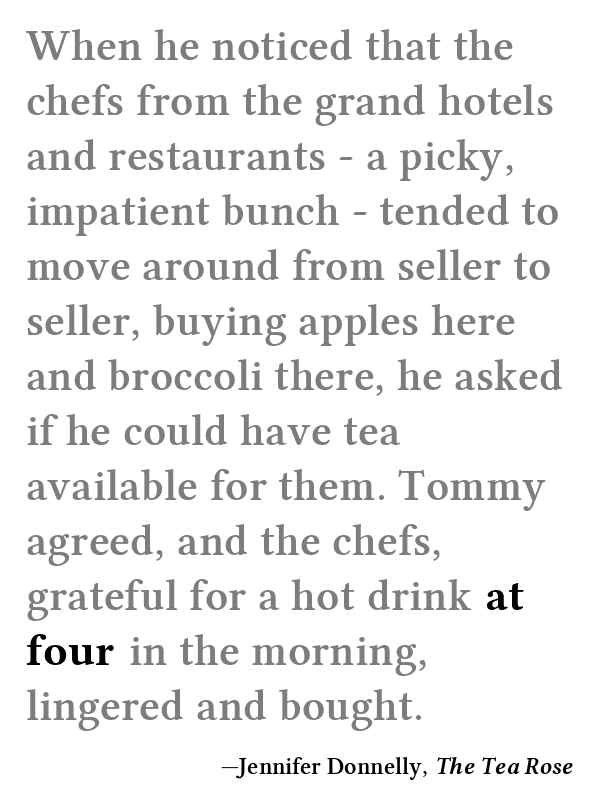 When he noticed that the
chefs from the grand hotels
and restaurants - a picky,
impatient bunch - tended to
move around from seller to
seller, buying apples here
and broccoli there, he asked
if he could have tea
available for them. Tommy
agreed, and the chefs,
grateful for a hot drink at
four in the morning,
lingered and bought.
—Jennifer Donnelly, The Tea Rose